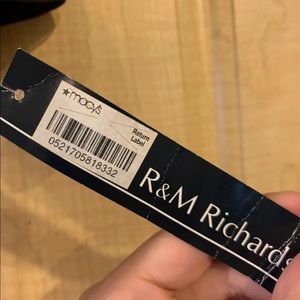 ★macy's
Return
Label
0521705818332
R&M Richards